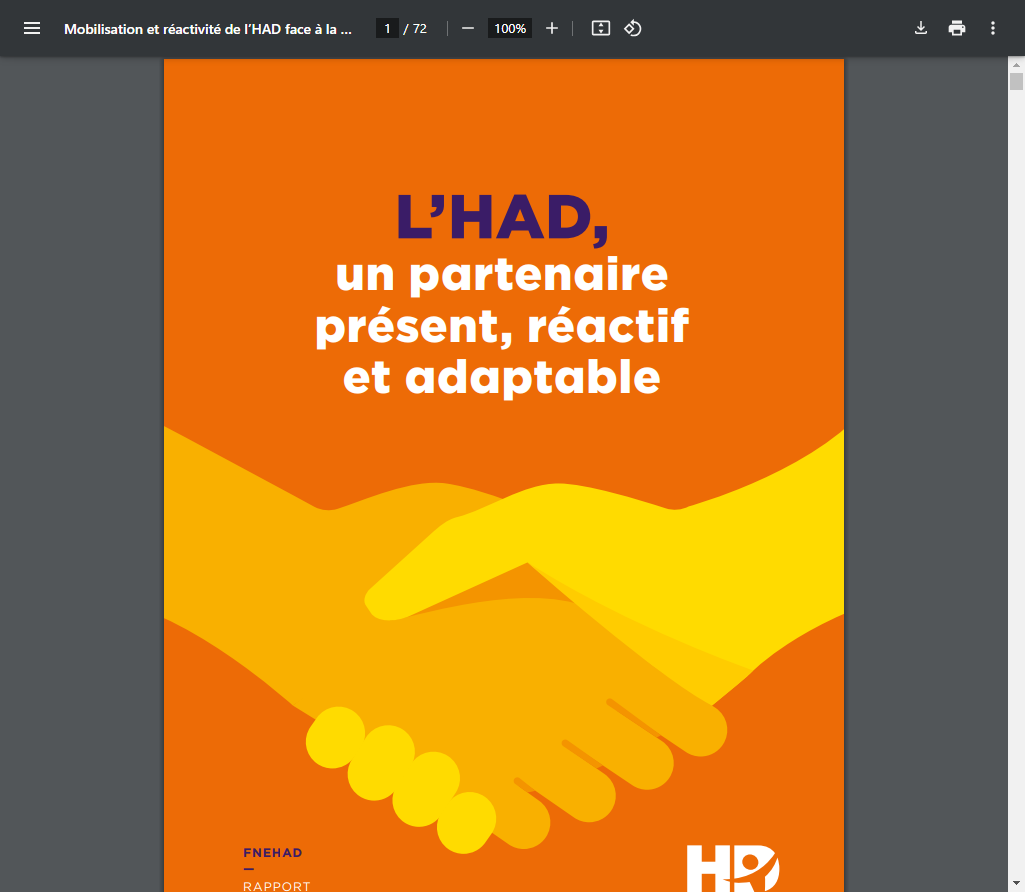 Mobilisation et réactivité de l’HAD face à la ...
1 / 72
100%
L’HAD,
un partenaire
présent, réactif
et adaptable
FNEHAD
RAPPORT